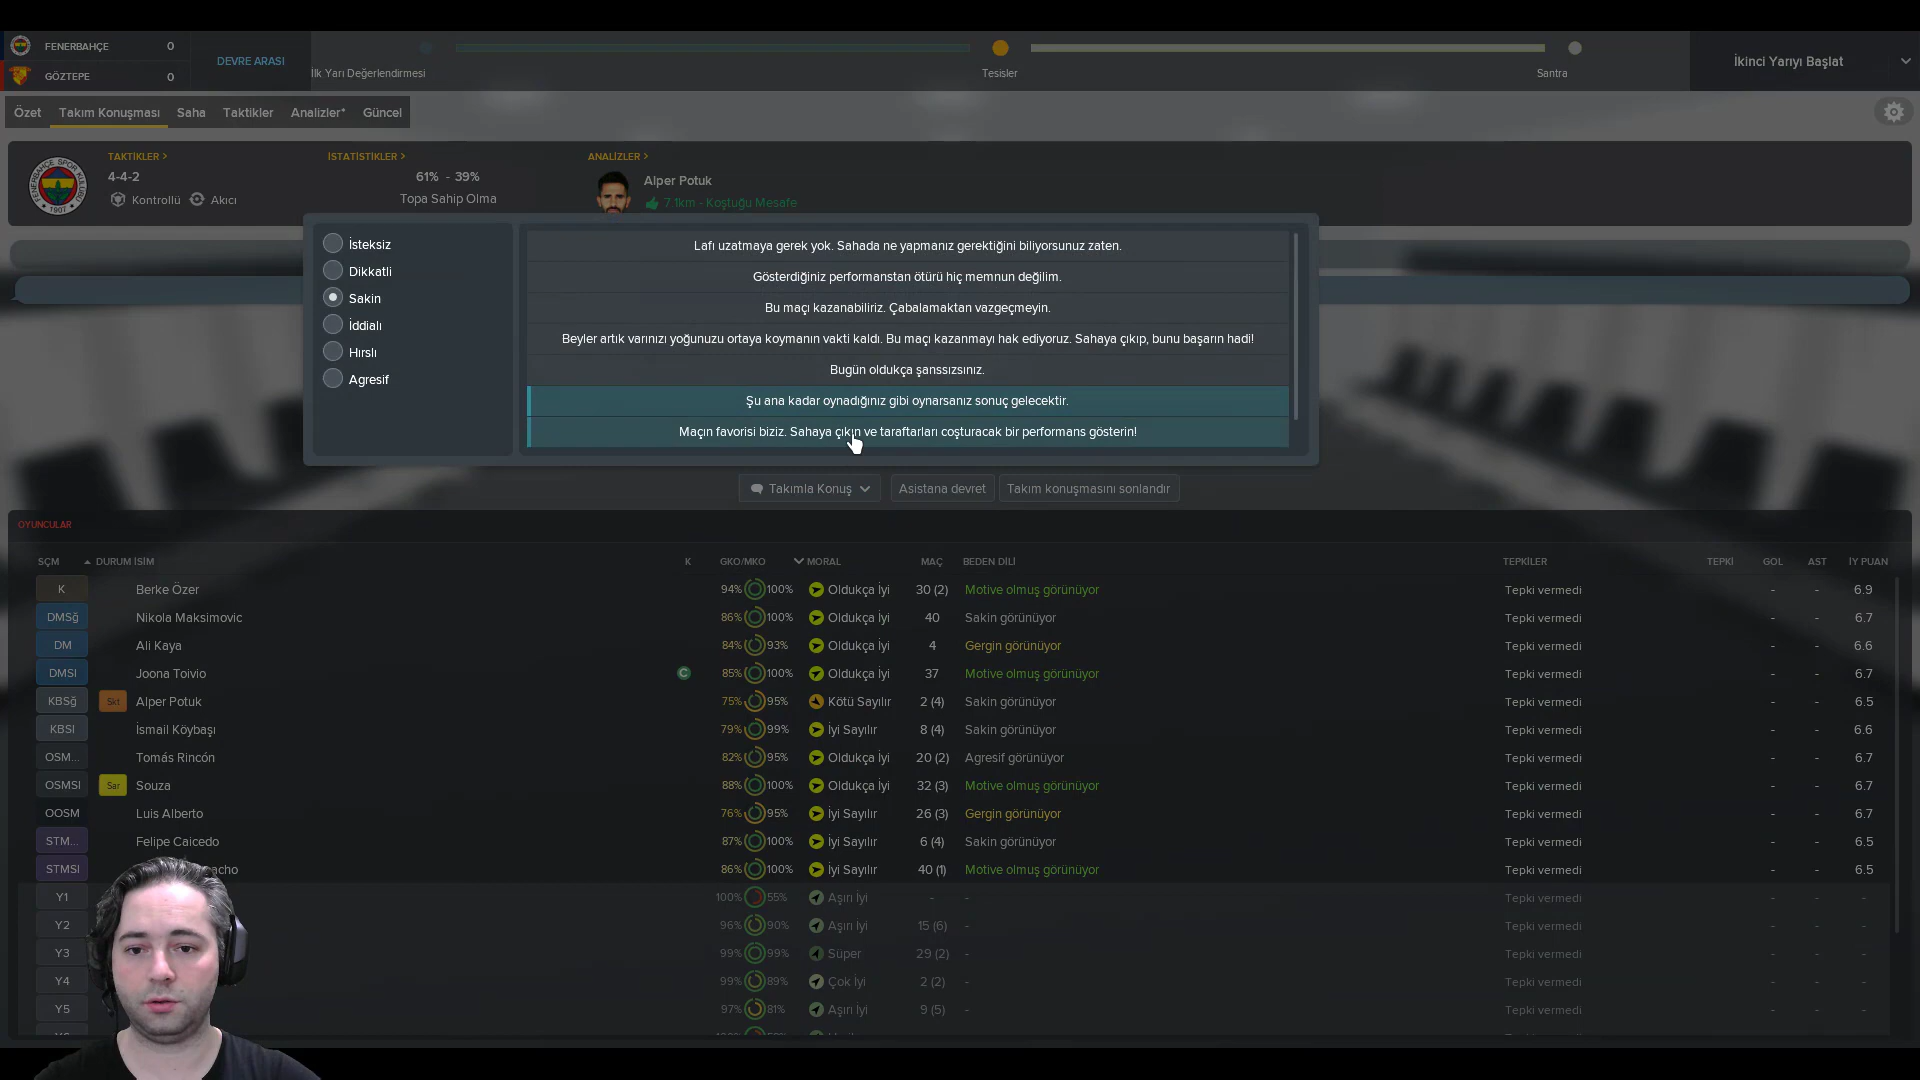 FENERBAHÇE 0
GÖZTEPE 0
DEVRE ARASI
İlk Yarı Değerlendirmesi
Tesisler
Santra
İkinci Yarıyı Başlat
Özet Takım Konuşması Saha Taktikler Analizler* Güncel
TAKTİKLER >
4-4-2
Kontrollü Akıcı
İSTATİSTİKLER >
61% - 39%
Topa Sahip Olma
ANALİZLER >
Alper Potuk
7.1km - Koştuğu Mesafe
İsteksiz
Dikkatli
Sakin
İddialı
Hırslı
Agresif
Lafı uzatmaya gerek yok. Sahada ne yapmanız gerektiğini biliyorsunuz zaten.
Gösterdiğiniz performanstan ötürü hiç memnun değilim.
Bu maçı kazanabiliriz. Çabalamaktan vazgeçmeyin.
Beyler artık varınızı yoğunuzu ortaya koymanın vakti kaldı. Bu maçı kazanmayı hak ediyoruz. Sahaya çıkıp, bunu başarın hadi!
Bugün oldukça şanssızsınız.
Şu ana kadar oynadığınız gibi oynarsanız sonuç gelecektir.
Maçın favorisi biziz. Sahaya çıkın ve taraftarları coşturacak bir performans gösterin!
Takımla Konuş Asistana devret Takım konuşmasını sonlandır
OYUNCULAR
SÇM DURUM İSİM K GKO/MKO MORAL MAÇ BEDEN DİLİ TEPKİLER TEPKİ GOL AST İY PUAN
K Berke Özer 94% 100% Oldukça İyi 30 (2) Motive olmuş görünüyor Tepki vermedi - - 6.9
DMSğ Nikola Maksimovic 86% 100% Oldukça İyi 40 Sakin görünüyor Tepki vermedi - - 6.7
DM Ali Kaya 84% 93% Oldukça İyi 4 Gergin görünüyor Tepki vermedi - - 6.6
DMSl Joona Toivio C 85% 100% Oldukça İyi 37 Motive olmuş görünüyor Tepki vermedi - - 6.7
KBSğ Skt Alper Potuk 75% 95% Kötü Sayılır 2 (4) Sakin görünüyor Tepki vermedi - - 6.5
KBSl İsmail Köybaşı 79% 99% İyi Sayılır 8 (4) Sakin görünüyor Tepki vermedi - - 6.6
OSM... Tomás Rincón 82% 95% Oldukça İyi 20 (2) Agresif görünüyor Tepki vermedi - - 6.7
OSMSl Sar Souza 88% 100% Oldukça İyi 32 (3) Motive olmuş görünüyor Tepki vermedi - - 6.7
OOSM Luis Alberto 76% 95% İyi Sayılır 26 (3) Gergin görünüyor Tepki vermedi - - 6.7
STM... Felipe Caicedo 87% 100% İyi Sayılır 6 (4) Sakin görünüyor Tepki vermedi - - 6.5
STMSl acho 86% 100% İyi Sayılır 40 (1) Motive olmuş görünüyor Tepki vermedi - - 6.5
Y1 100% 55% Aşırı İyi - - Tepki vermedi - - -
Y2 96% 90% Aşırı İyi 15 (6) - Tepki vermedi - - -
Y3 99% 99% Süper 29 (2) - Tepki vermedi - - -
Y4 99% 89% Çok İyi 2 (2) - Tepki vermedi - - -
Y5 97% 81% Aşırı İyi 9 (5) - Tepki vermedi - - -